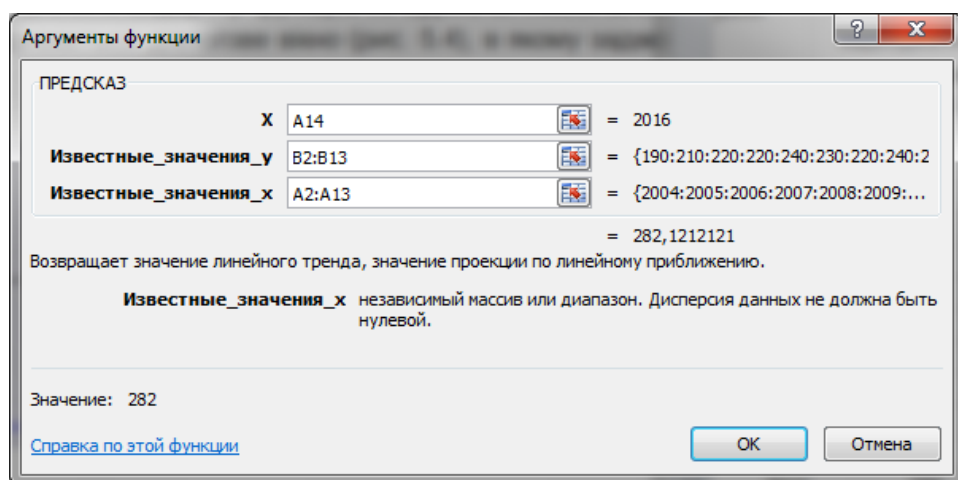 Аргументы функции
ПРЕДСКАЗ
X A14 = 2016
Известные_значения_y B2:B13 = {190:210:220:220:240:230:220:240:2
Известные_значения_x A2:A13 = {2004:2005:2006:2007:2008:2009:...
= 282,1212121
Возвращает значение линейного тренда, значение проекции по линейному приближению.
Известные_значения_x независимый массив или диапазон. Дисперсия данных не должна быть
нулевой.
Значение: 282
Справка по этой функции
ОК Отмена